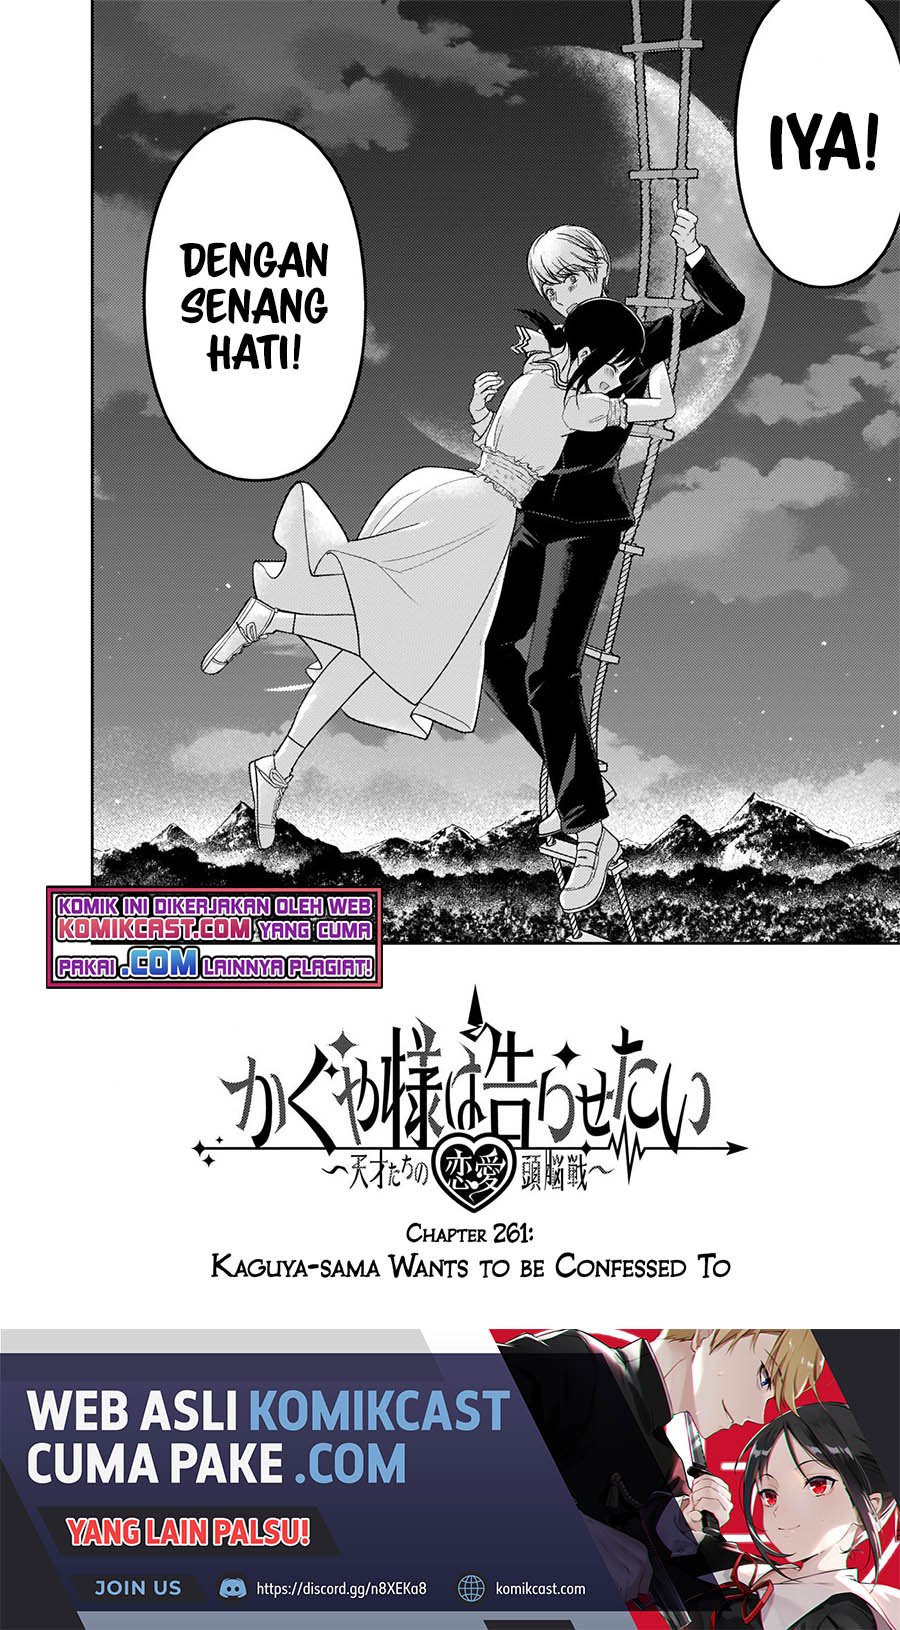 IYA!
DENGAN
SENANG
HATI!
KOMIK INI DIKERJAKAN OLEH WEB
KOMIKCAST.COM YANG CUMA
PAKAI .COM LAINNYA PLAGIAT!
かぐや様は告らせたい
～天才たちの恋愛頭脳戦～
CHAPTER 261:
KAGUYA-SAMA WANTS TO BE CONFESSED TO
WEB ASLI KOMIKCAST
CUMA PAKE .COM
YANG LAIN PALSU!
JOIN US https://discord.gg/n8XEKa8 komikcast.com